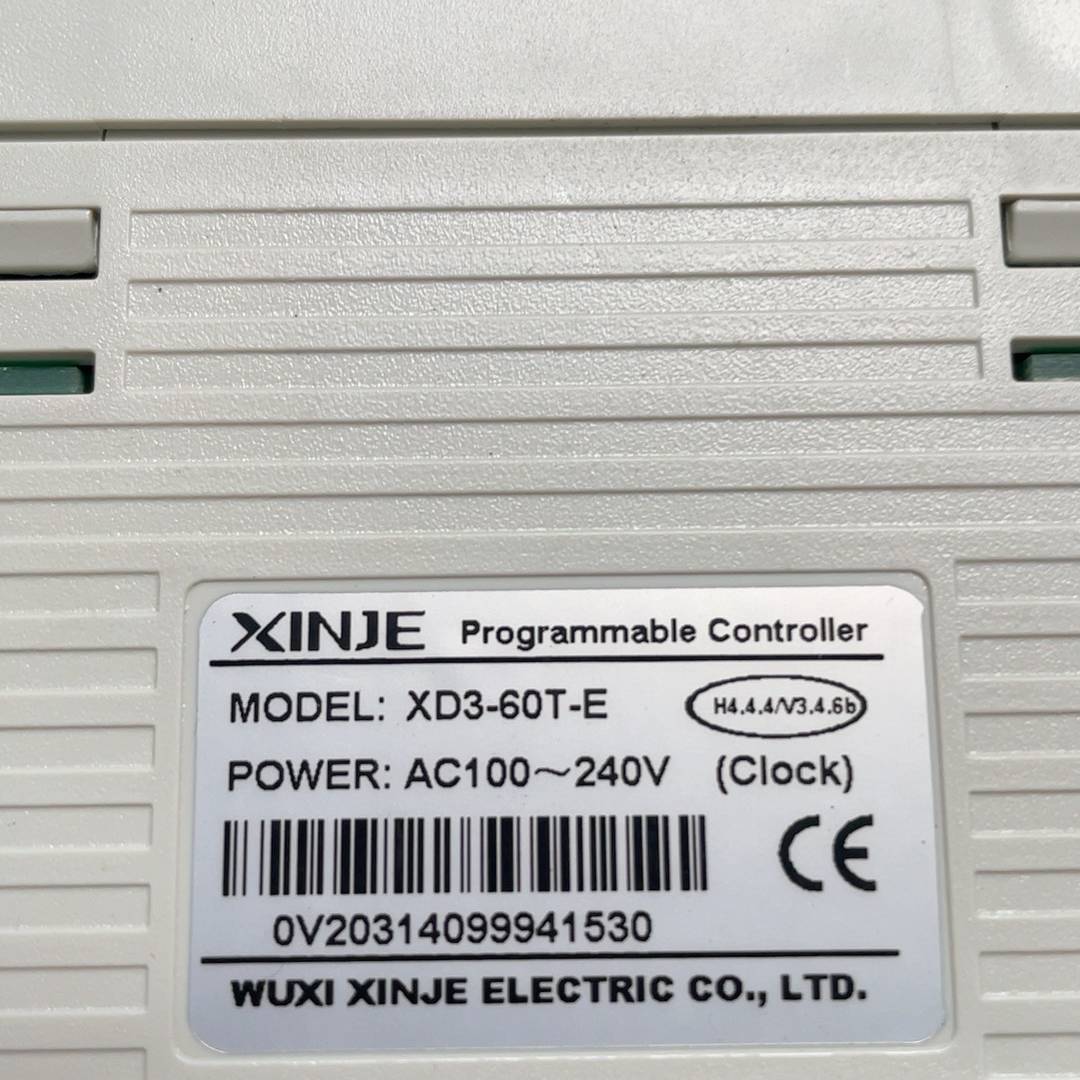 XINJE Programmable Controller
MODEL: XD3-60T-E H4.4.4/V3.4.6b
POWER: AC100～240V (Clock)
CE
0V20314099941530
WUXI XINJE ELECTRIC CO., LTD.